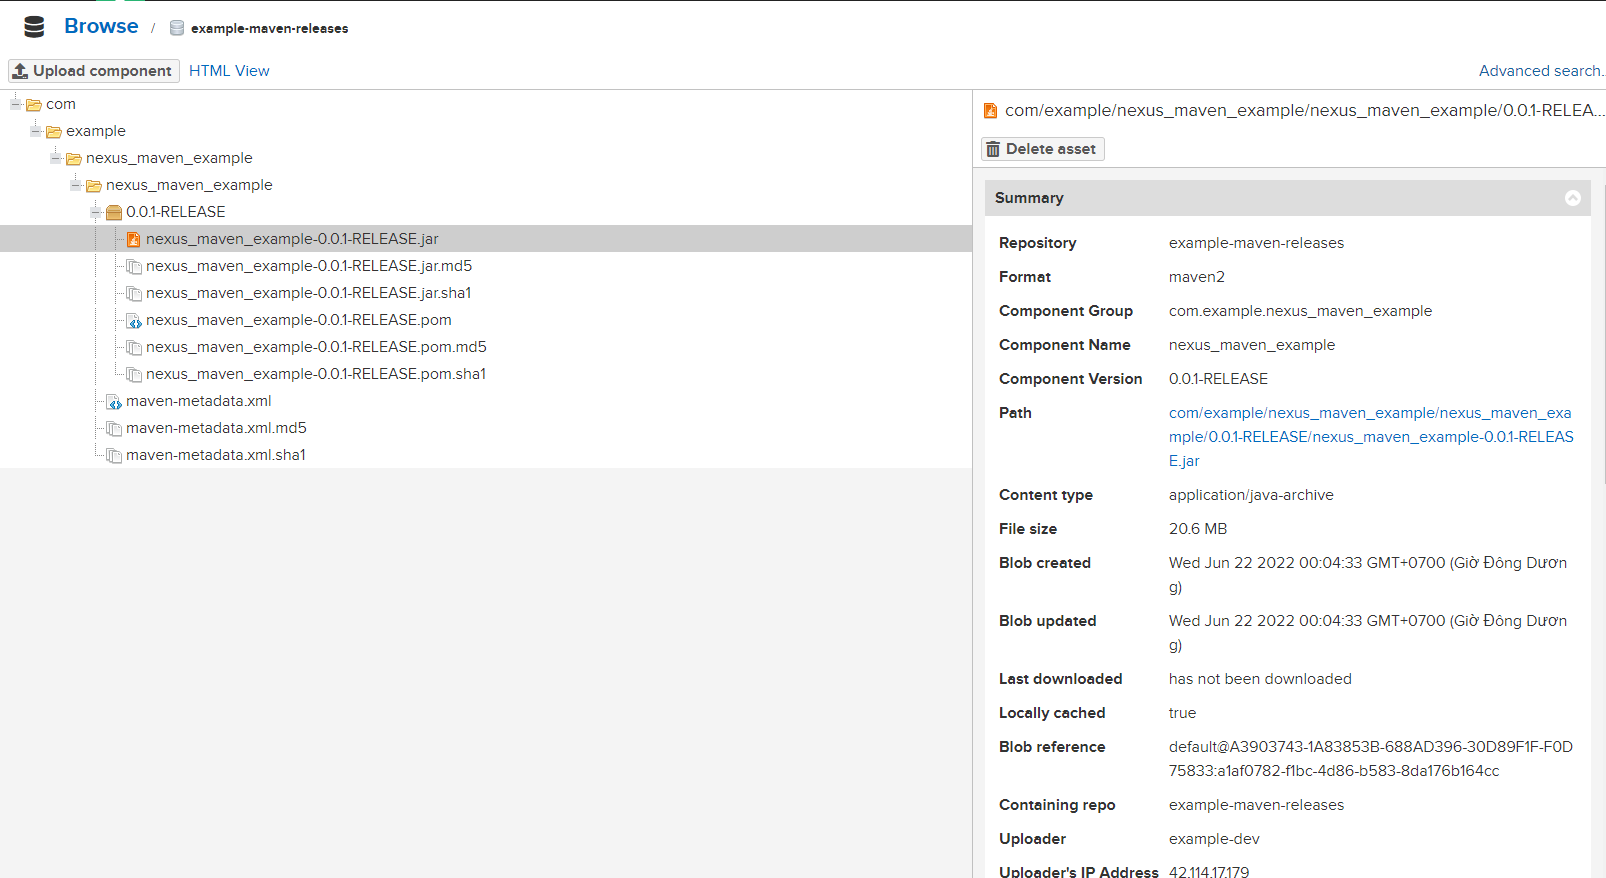 Browse / example-maven-releases
Upload component HTML View Advanced search.
com
example
nexus_maven_example
nexus_maven_example
0.0.1-RELEASE
nexus_maven_example-0.0.1-RELEASE.jar
nexus_maven_example-0.0.1-RELEASE.jar.md5
nexus_maven_example-0.0.1-RELEASE.jar.sha1
nexus_maven_example-0.0.1-RELEASE.pom
nexus_maven_example-0.0.1-RELEASE.pom.md5
nexus_maven_example-0.0.1-RELEASE.pom.sha1
maven-metadata.xml
maven-metadata.xml.md5
maven-metadata.xml.sha1
com/example/nexus_maven_example/nexus_maven_example/0.0.1-RELEA...
Delete asset
Summary
Repository example-maven-releases
Format maven2
Component Group com.example.nexus_maven_example
Component Name nexus_maven_example
Component Version 0.0.1-RELEASE
Path com/example/nexus_maven_example/nexus_maven_exa
mple/0.0.1-RELEASE/nexus_maven_example-0.0.1-RELEAS
E.jar
Content type application/java-archive
File size 20.6 MB
Blob created Wed Jun 22 2022 00:04:33 GMT+0700 (Giờ Đông Dươn
g)
Blob updated Wed Jun 22 2022 00:04:33 GMT+0700 (Giờ Đông Dươn
g)
Last downloaded has not been downloaded
Locally cached true
Blob reference default@A3903743-1A83853B-688AD396-30D89F1F-F0D
75833:a1af0782-f1bc-4d86-b583-8da176b164cc
Containing repo example-maven-releases
Uploader example-dev
Uploader's IP Address 42.114.17.179